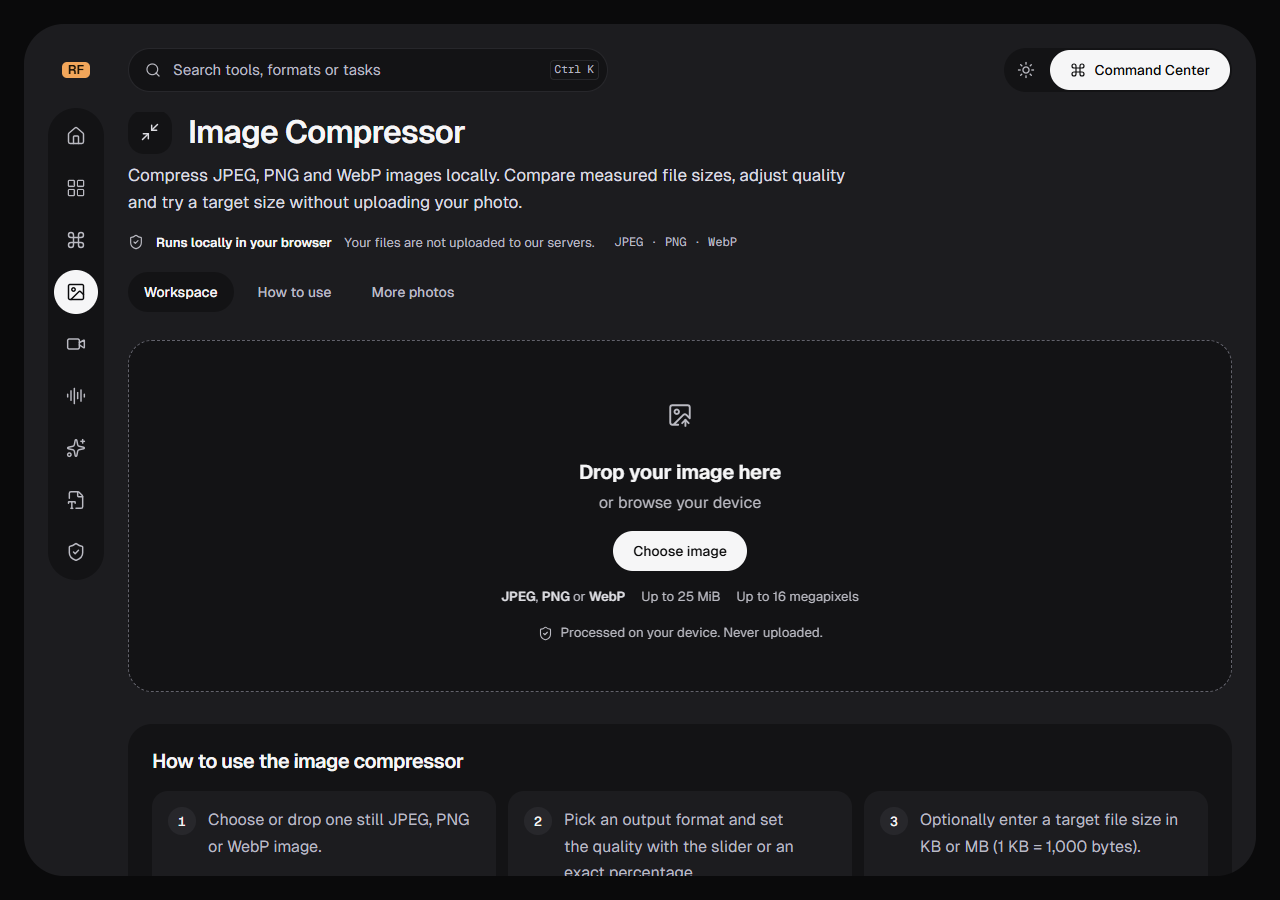 RF
Search tools, formats or tasks
Ctrl K
Command Center
Image Compressor
Compress JPEG, PNG and WebP images locally. Compare measured file sizes, adjust quality
and try a target size without uploading your photo.
Runs locally in your browser Your files are not uploaded to our servers. JPEG · PNG · WebP
Workspace How to use More photos
Drop your image here
or browse your device
Choose image
JPEG, PNG or WebP Up to 25 MiB Up to 16 megapixels
Processed on your device. Never uploaded.
How to use the image compressor
1 Choose or drop one still JPEG, PNG
or WebP image.
2 Pick an output format and set
the quality with the slider or an
exact percentage.
3 Optionally enter a target file size in
KB or MB (1 KB = 1,000 bytes).